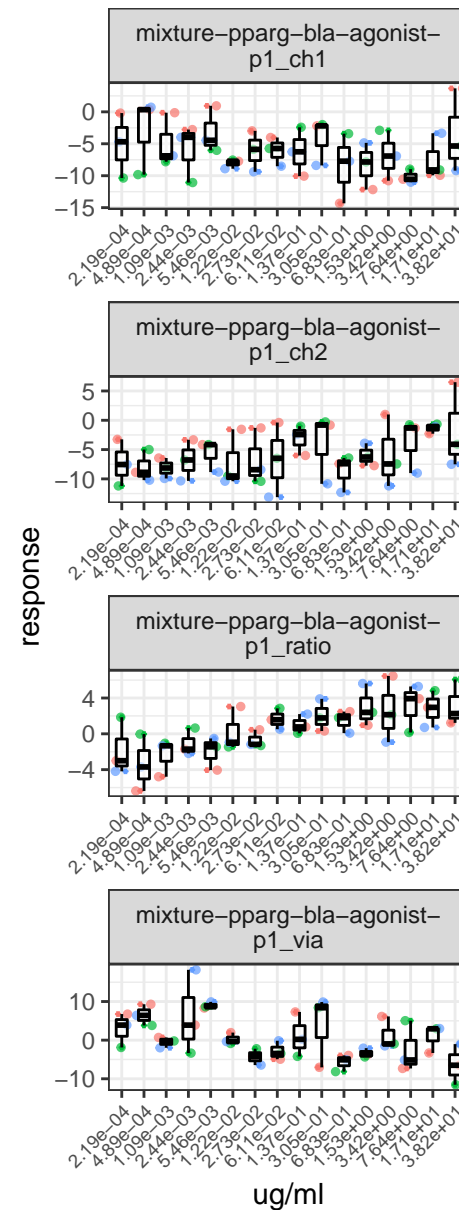 mixture−pparg−bla−agonist−
p1_ch1
0
−5
−10
−15
2.19e−04
4.89e−04
1.09e−03
2.44e−03
5.46e−03
1.22e−02
2.73e−02
6.11e−02
1.37e−01
3.05e−01
6.83e−01
1.53e+00
3.42e+00
7.64e+00
1.71e+01
3.82e+01
mixture−pparg−bla−agonist−
p1_ch2
5
0
−5
−10
2.19e−04
4.89e−04
1.09e−03
2.44e−03
5.46e−03
1.22e−02
2.73e−02
6.11e−02
1.37e−01
3.05e−01
6.83e−01
1.53e+00
3.42e+00
7.64e+00
1.71e+01
3.82e+01
response
mixture−pparg−bla−agonist−
p1_ratio
4
0
−4
2.19e−04
4.89e−04
1.09e−03
2.44e−03
5.46e−03
1.22e−02
2.73e−02
6.11e−02
1.37e−01
3.05e−01
6.83e−01
1.53e+00
3.42e+00
7.64e+00
1.71e+01
3.82e+01
mixture−pparg−bla−agonist−
p1_via
10
0
−10
2.19e−04
4.89e−04
1.09e−03
2.44e−03
5.46e−03
1.22e−02
2.73e−02
6.11e−02
1.37e−01
3.05e−01
6.83e−01
1.53e+00
3.42e+00
7.64e+00
1.71e+01
3.82e+01
ug/ml